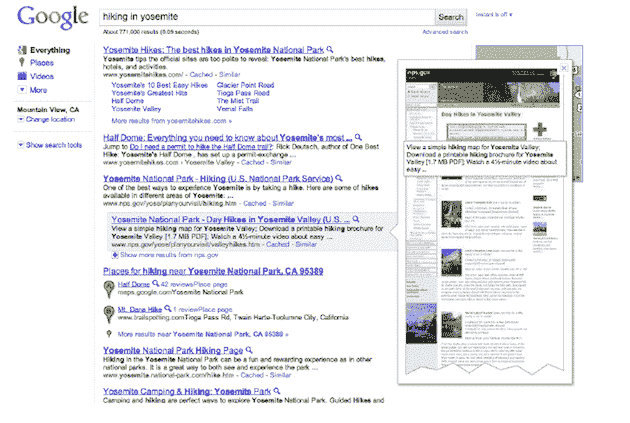 Google
hiking in yosemite
Search
Instant is off ▼
About 771,000 results (0.09 seconds)
Advanced search
Everything
Places
Videos
More
Mountain View, CA
Change location
Show search tools
Yosemite Hikes: The best hikes in Yosemite National Park
Yosemite tips the official sites are too polite to reveal: Yosemite National Park's best hikes,
hotels, and activities.
www.yosemitehikes.com/ - Cached - Similar
Yosemite's 10 Best Easy Hikes Glacier Point Road
Yosemite's Greatest Hits Tioga Pass Road
Half Dome The Mist Trail
Yosemite Valley Vernal Falls
More results from yosemitehikes.com »
Half Dome: Everything you need to know about Yosemite's most ...
Jump to Do I need a permit to hike the Half Dome trail?: Rick Deutsch, author of One
Best Hike: Yosemite's Half Dome , has set up a permit-exchange ...
www.yosemitehikes.com › Yosemite Valley - Cached - Similar
Yosemite National Park - Hiking (U.S. National Park Service)
One of the best ways to experience Yosemite is by taking a hike. Here are some of hikes
available in different areas of Yosemite: ...
www.nps.gov/yose/planyourvisit/hiking.htm - Cached - Similar
Yosemite National Park - Day Hikes in Yosemite Valley (U.S. ...
View a simple hiking map for Yosemite Valley; Download a printable hiking brochure for
Yosemite Valley [1.7 MB PDF]; Watch a 4½-minute video about easy ...
www.nps.gov/yose/planyourvisit/valleyhikes.htm - Cached - Similar
Show more results from nps.gov
Places for hiking near Yosemite National Park, CA 95389
Half Dome 42 reviews Place page
maps.google.com Yosemite National Park
Mt. Dana Hike 1 review Place page
www.trailspotting.com Tioga Pass Rd, Twain Harte-Tuolumne City, California
More results near Yosemite National Park, CA 95389 »
Yosemite National Park Hiking Page
Hiking in the Yosemite National Park can be a fun and rewarding experience as in other
national parks. It is a great way to both see and experience the park ...
www.yosemite.national-park.com/hike.htm - Cached - Similar
Yosemite Camping & Hiking: Yosemite Park
Camping and hiking are perfect ways to explore Yosemite National Park. Guided Hikes and
nps.gov
Day Hikes in Yosemite Valley
View a simple hiking map for Yosemite Valley;
Download a printable hiking brochure for Yosemite
Valley [1.7 MB PDF]; Watch a 4½-minute video about
easy ...